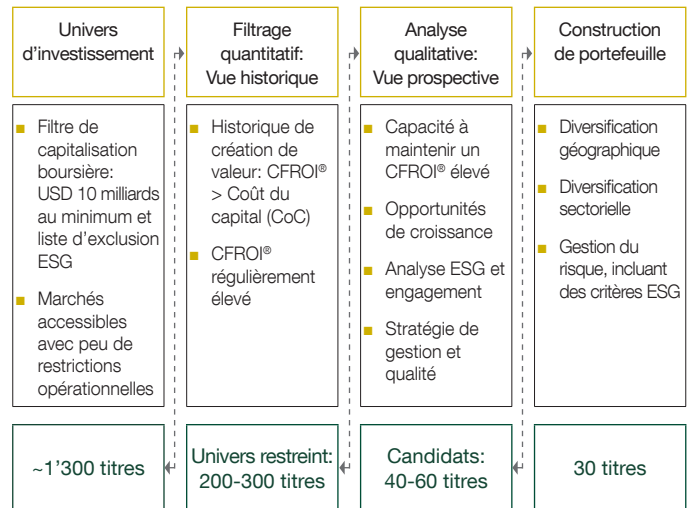 Univers
d'investissement
Filtrage
quantitatif:
Vue historique
Analyse
qualitative:
Vue prospective
Construction
de portefeuille
Filtre de
capitalisation
boursière:
USD 10 milliards
au minimum et
liste d'exclusion
ESG
Marchés
accessibles
avec peu de
restrictions
opérationnelles
Historique de
création de
valeur: CFROI®
> Coût du
capital (CoC)
CFROI®
régulièrement
élevé
Capacité à
maintenir un
CFROI® élevé
Opportunités
de croissance
Analyse ESG et
engagement
Stratégie de
gestion et
qualité
Diversification
géographique
Diversification
sectorielle
Gestion du
risque, incluant
des critères ESG
~1'300 titres
Univers restreint:
200-300 titres
Candidats:
40-60 titres
30 titres